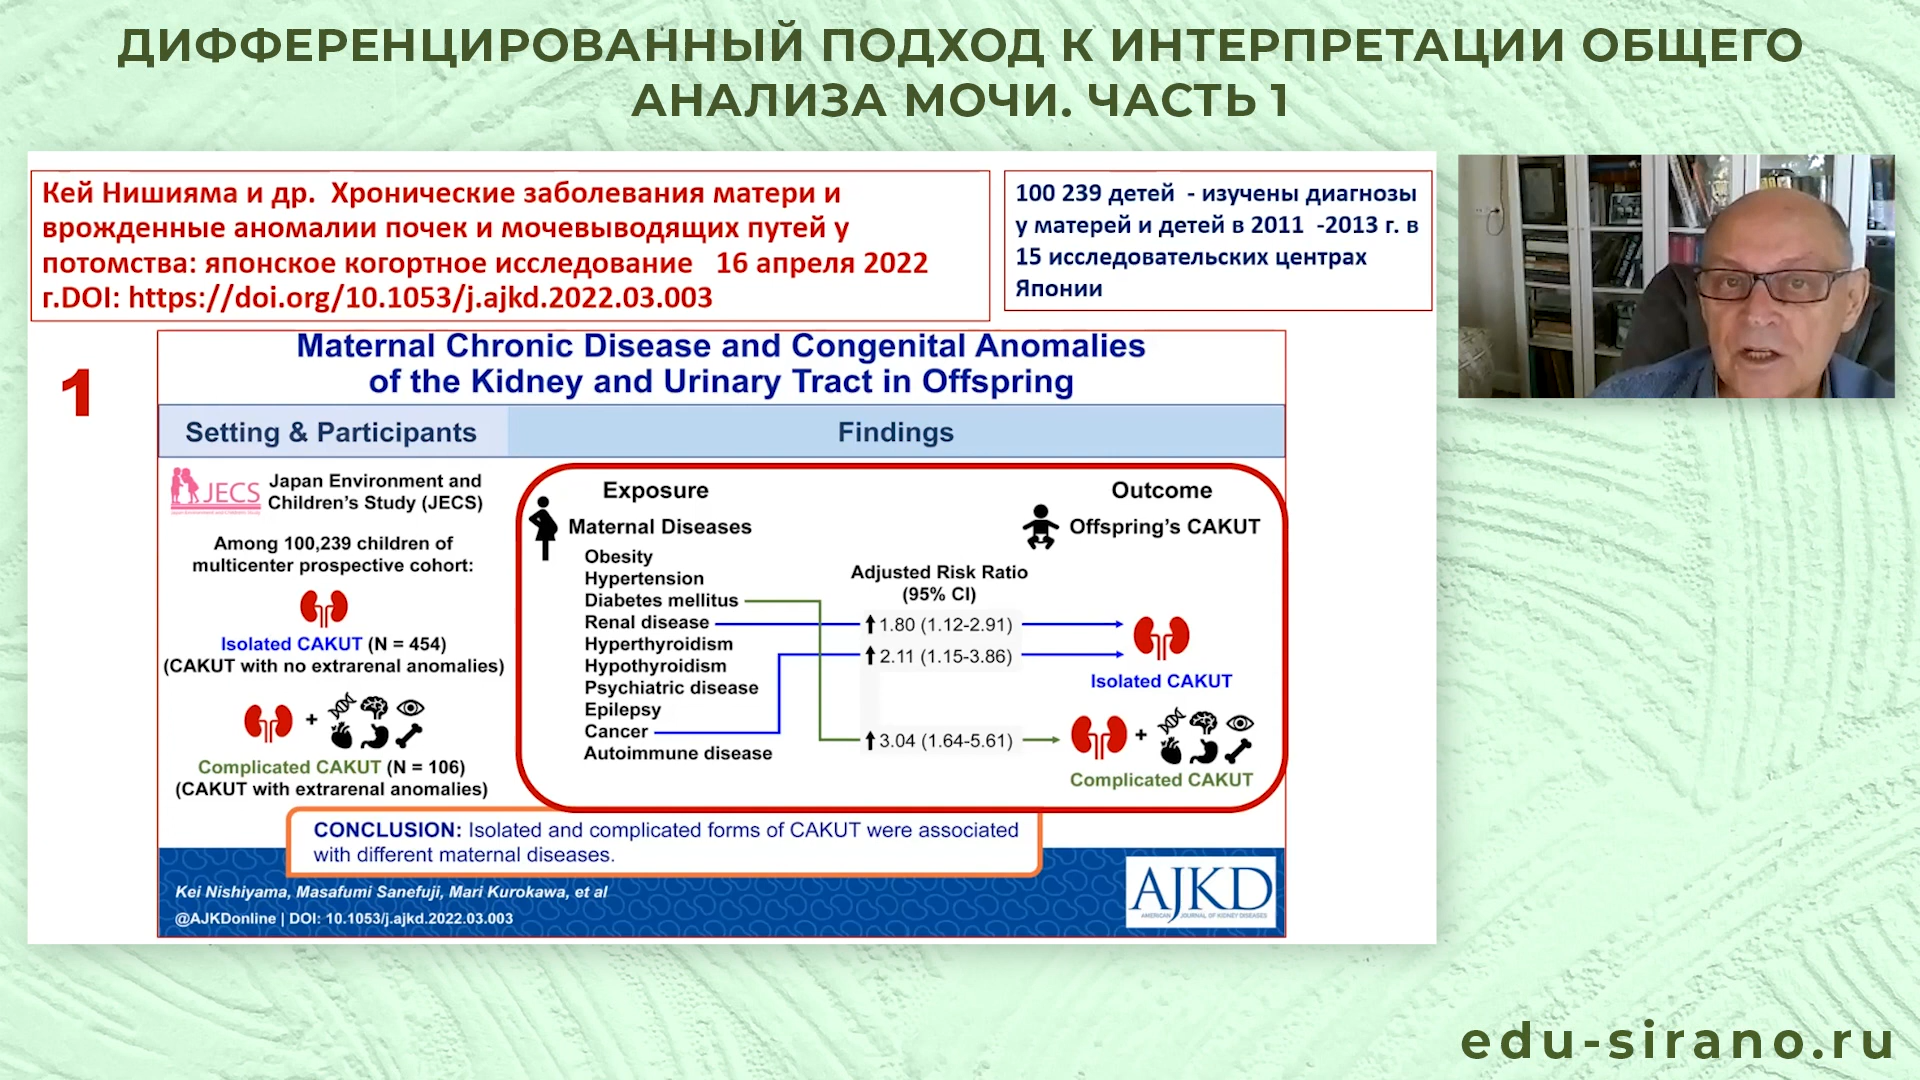 ДИФФЕРЕНЦИРОВАННЫЙ ПОДХОД К ИНТЕРПРЕТАЦИИ ОБЩЕГО
АНАЛИЗА МОЧИ. ЧАСТЬ 1
Кей Нишияма и др. Хронические заболевания матери и
врожденные аномалии почек и мочевыводящих путей у
потомства: японское когортное исследование 16 апреля 2022
г.DOI: https://doi.org/10.1053/j.ajkd.2022.03.003
100 239 детей - изучены диагнозы
у матерей и детей в 2011 -2013 г. в
15 исследовательских центрах
Японии
1
Maternal Chronic Disease and Congenital Anomalies
of the Kidney and Urinary Tract in Offspring
Setting & Participants
Findings
JECS
Japan Environment and
Children's Study (JECS)
Among 100,239 children of
multicenter prospective cohort:
Isolated CAKUT (N = 454)
(CAKUT with no extrarenal anomalies)
+
Complicated CAKUT (N = 106)
(CAKUT with extrarenal anomalies)
Exposure
Maternal Diseases
Obesity
Hypertension
Diabetes mellitus
Renal disease
Hyperthyroidism
Hypothyroidism
Psychiatric disease
Epilepsy
Cancer
Autoimmune disease
Adjusted Risk Ratio
(95% CI)
1.80 (1.12-2.91)
2.11 (1.15-3.86)
3.04 (1.64-5.61)
Outcome
Offspring's CAKUT
Isolated CAKUT
+
Complicated CAKUT
CONCLUSION: Isolated and complicated forms of CAKUT were associated
with different maternal diseases.
Kei Nishiyama, Masafumi Sanefuji, Mari Kurokawa, et al
@AJKDonline | DOI: 10.1053/j.ajkd.2022.03.003
AJKD
AMERICAN JOURNAL OF KIDNEY DISEASES
edu-sirano.ru